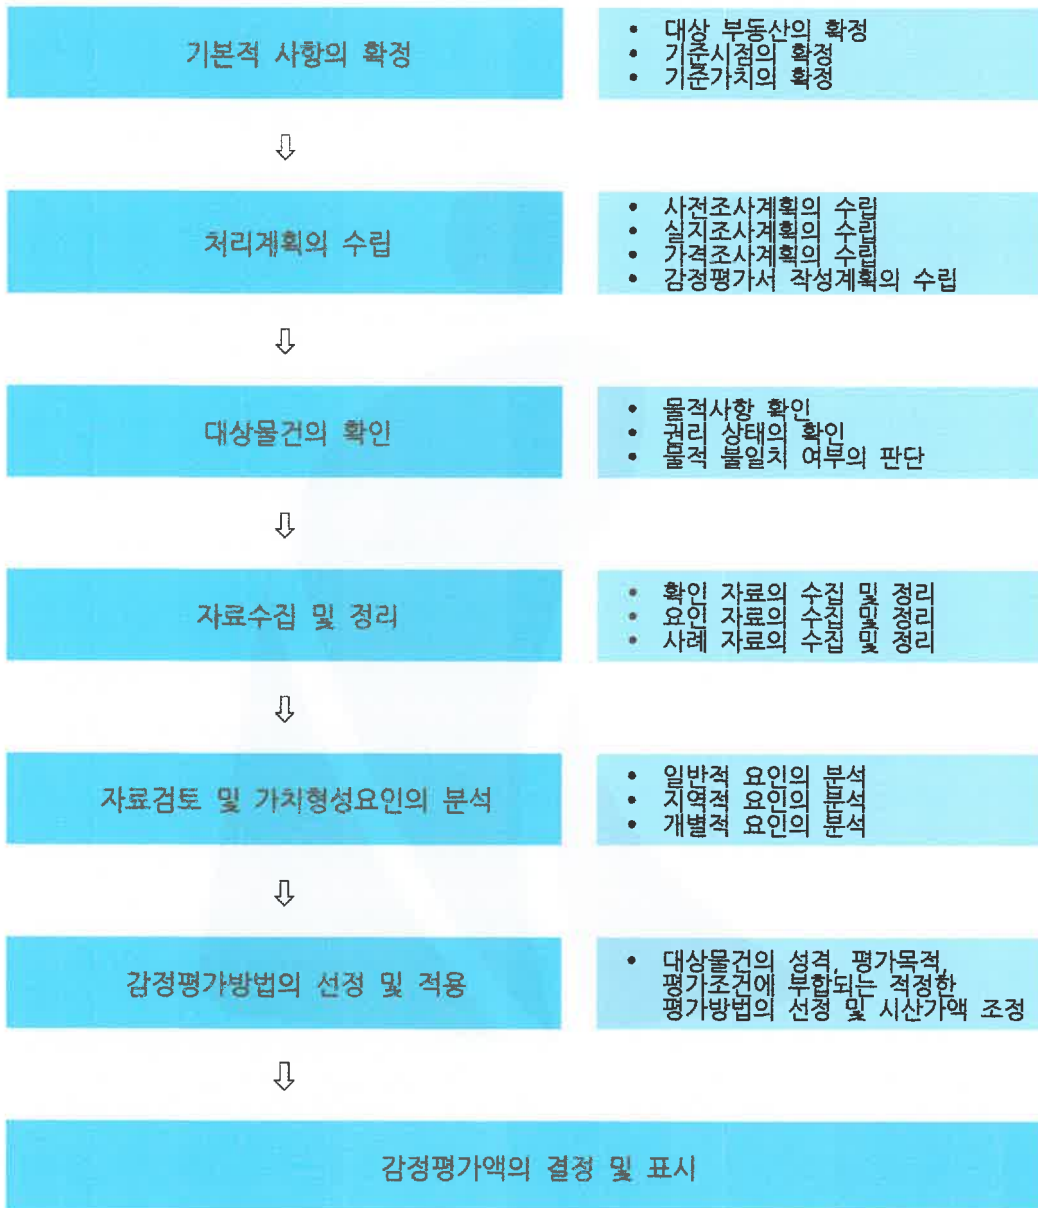 기본적 사항의 확정
• 대상 부동산의 확정
• 기준시점의 확정
• 기준가치의 확정
⇩
처리계획의 수립
• 사전조사계획의 수립
• 실지조사계획의 수립
• 가격조사계획의 수립
• 감정평가서 작성계획의 수립
⇩
대상물건의 확인
• 물적사항 확인
• 권리 상태의 확인
• 물적 불일치 여부의 판단
⇩
자료수집 및 정리
• 확인 자료의 수집 및 정리
• 요인 자료의 수집 및 정리
• 사례 자료의 수집 및 정리
⇩
자료검토 및 가치형성요인의 분석
• 일반적 요인의 분석
• 지역적 요인의 분석
• 개별적 요인의 분석
⇩
감정평가방법의 선정 및 적용
• 대상물건의 성격, 평가목적,
평가조건에 부합되는 적정한
평가방법의 선정 및 시산가액 조정
⇩
감정평가액의 결정 및 표시